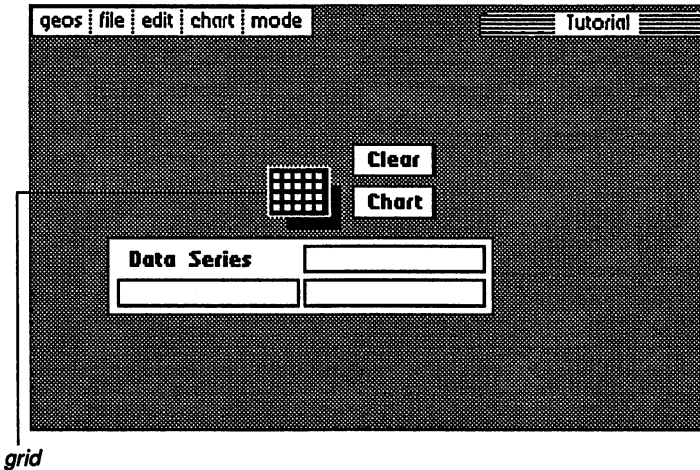 geos file edit chart mode Tutorial
Clear
Chart
Data Series
grid